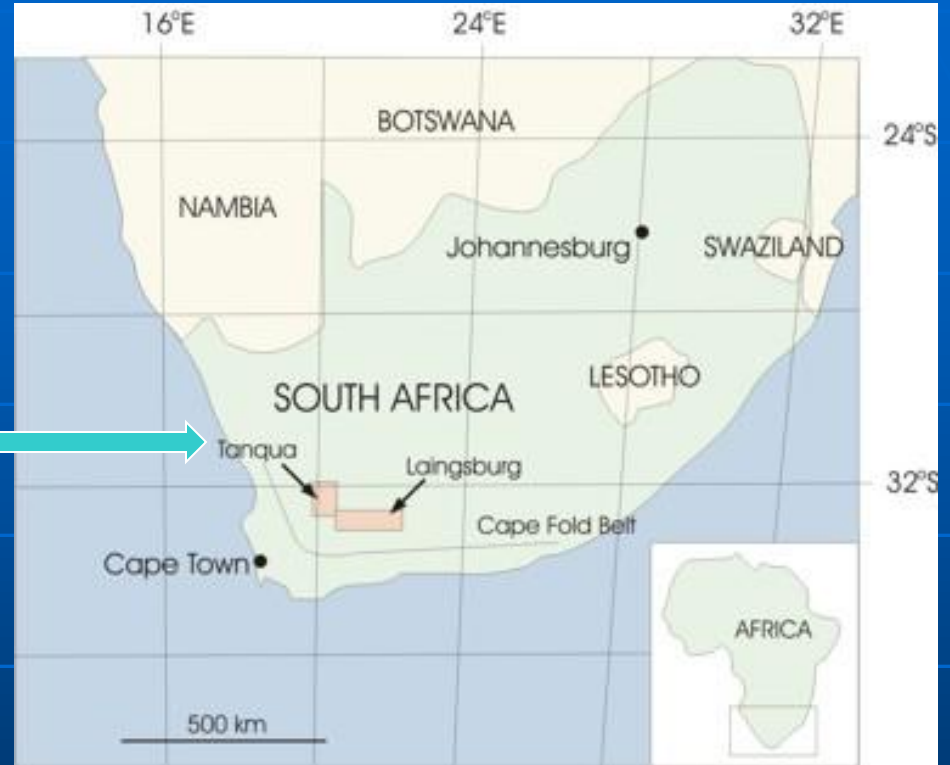 16°E 24°E 32°E
BOTSWANA
24°S
NAMBIA
Johannesburg
SWAZILAND
LESOTHO
SOUTH AFRICA
Tanqua
Laingsburg
32°S
Cape Fold Belt
Cape Town
AFRICA
500 km